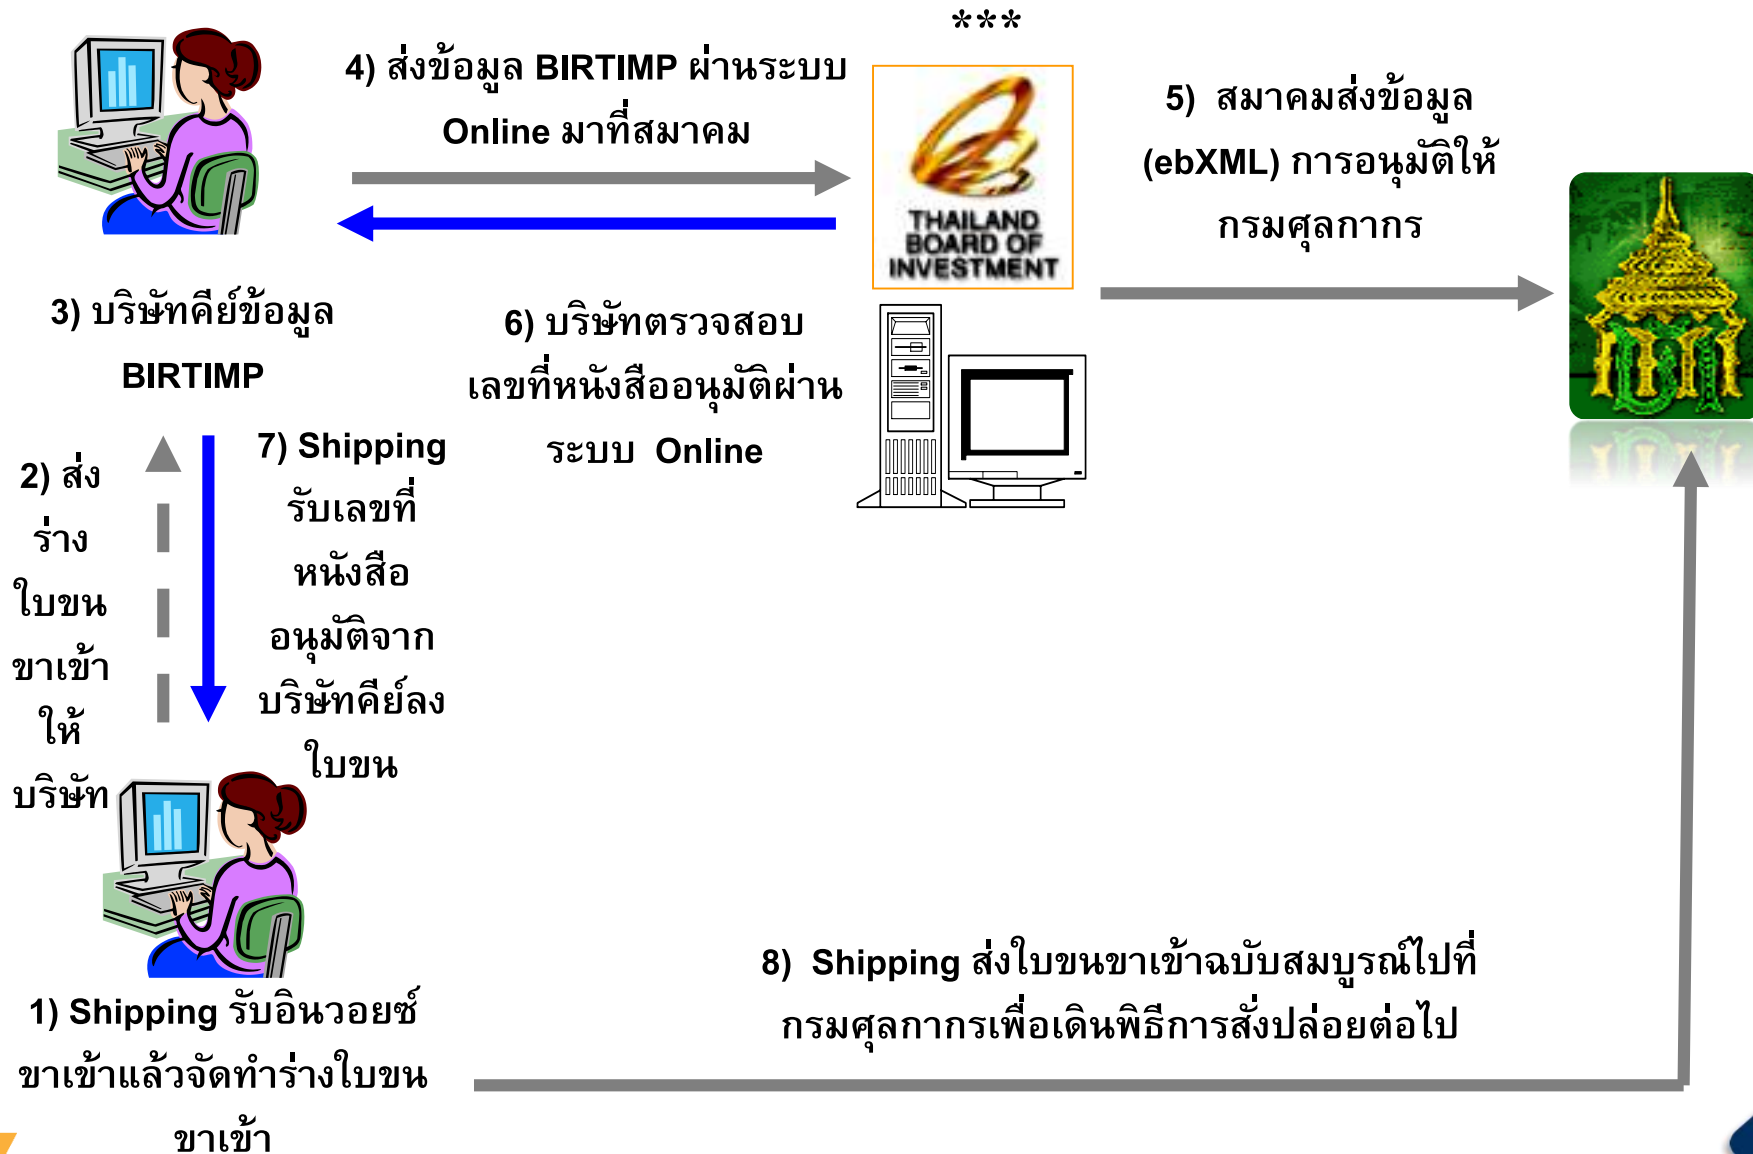 ***
4) ส่งข้อมูล BIRTIMP ผ่านระบบ
Online มาที่สมาคม
THAILAND
BOARD OF
INVESTMENT
5) สมาคมส่งข้อมูล
(ebXML) การอนุมัติให้
กรมศุลกากร
3) บริษัทคีย์ข้อมูล
BIRTIMP
6) บริษัทตรวจสอบ
เลขที่หนังสืออนุมัติผ่าน
ระบบ Online
2) ส่ง
ร่าง
ใบขน
ขาเข้า
ให้
บริษัท
7) Shipping
รับเลขที่
หนังสือ
อนุมัติจาก
บริษัทคีย์ลง
ใบขน
1) Shipping รับอินวอยซ์
ขาเข้าแล้วจัดทำร่างใบขน
ขาเข้า
8) Shipping ส่งใบขนขาเข้าฉบับสมบูรณ์ไปที่
กรมศุลกากรเพื่อเดินพิธีการสั่งปล่อยต่อไป